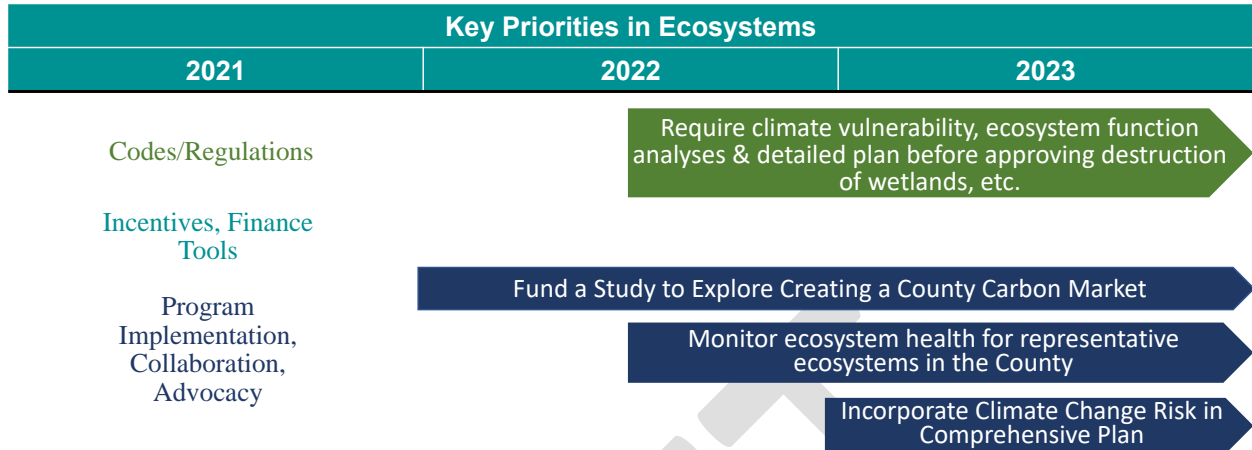 Key Priorities in Ecosystems
2021 2022 2023
Codes/Regulations
Require climate vulnerability, ecosystem function
analyses & detailed plan before approving destruction
of wetlands, etc.
Incentives, Finance
Tools
Program
Implementation,
Collaboration,
Advocacy
Fund a Study to Explore Creating a County Carbon Market
Monitor ecosystem health for representative
ecosystems in the County
Incorporate Climate Change Risk in
Comprehensive Plan